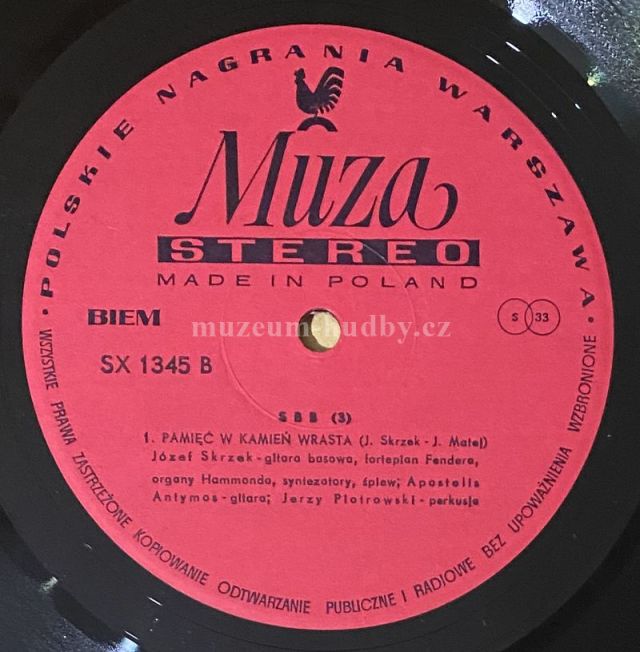 • POLSKIE NAGRANIA WARSZAWA •
Muza
STEREO
MADE IN POLAND
BIEM
S 33
muzeum-hudby.cz
SX 1345 B
SBB (3)
1. PAMIĘĆ W KAMIEŃ WRASTA (J. Skrzek - J. Matej)
Józef Skrzek - gitara basowa, fortepian Fendera,
organy Hammonda, syntezatory, śpiew; Apostolis
Antymos - gitara; Jerzy Piotrowski - perkusja
WSZYSTKIE PRAWA ZASTRZEŻONE KOPIOWANIE ODTWARZANIE PUBLICZNE I RADIOWE BEZ UPOWAŻNIENIA WZBRONIONE